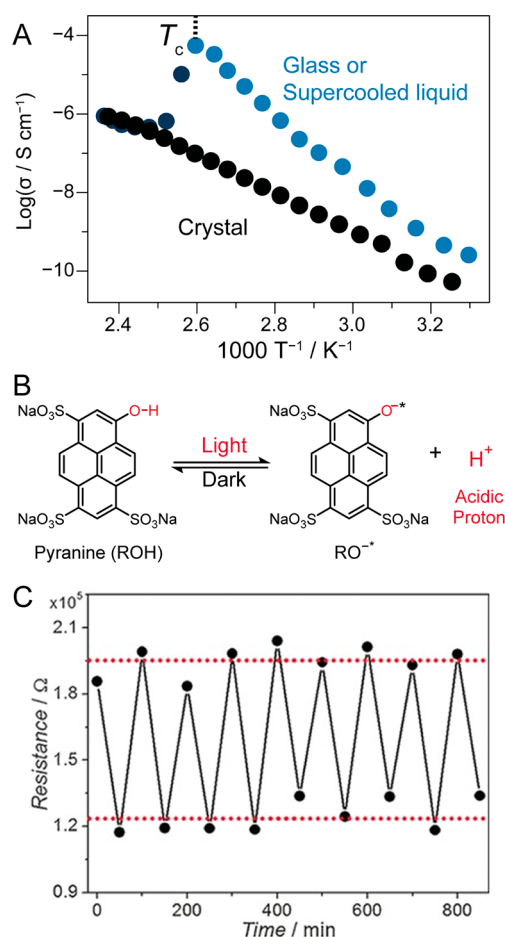 A
Tc
Glass or
Supercooled liquid
Crystal
Log(σ / S cm⁻¹)
−4
−6
−8
−10
2.4 2.6 2.8 3.0 3.2
1000 T⁻¹ / K⁻¹
B
NaO₃S O-H
NaO₃S SO₃Na
Pyranine (ROH)
Light
Dark
NaO₃S O⁻*
NaO₃S SO₃Na
RO⁻*
+ H⁺
Acidic
Proton
C
x10⁵
Resistance / Ω
2.1
1.8
1.5
1.2
0.9
0 200 400 600 800
Time / min